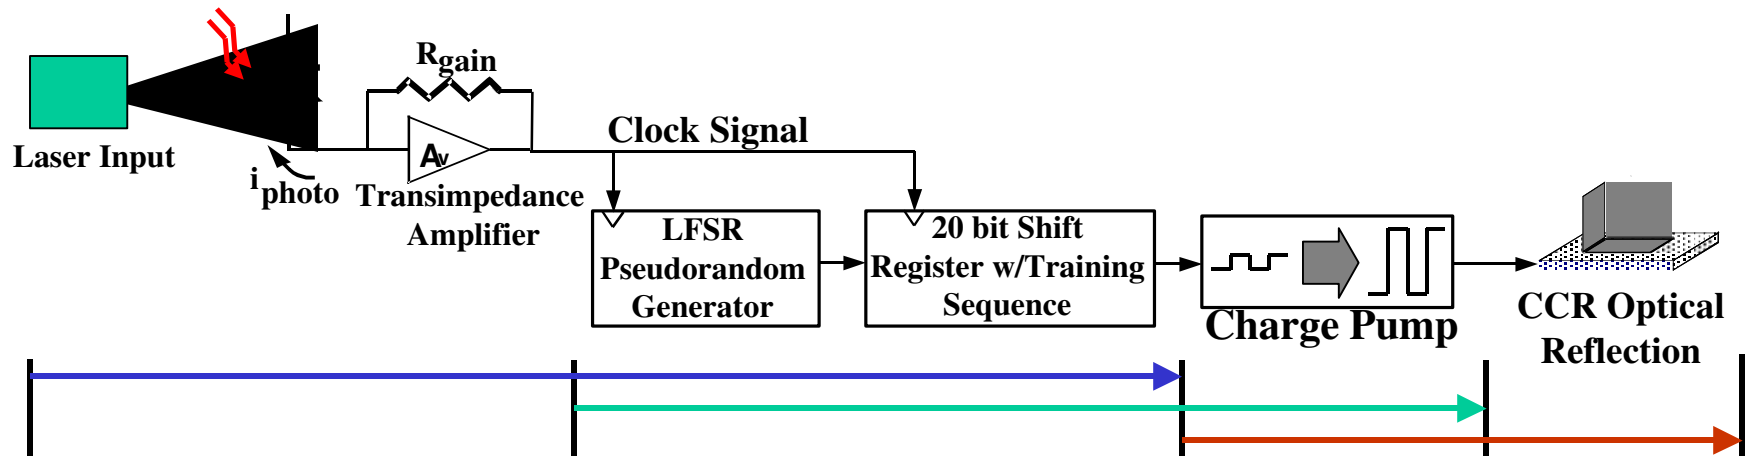 Laser Input
i photo
Rgain
Av
Transimpedance
Amplifier
Clock Signal
LFSR
Pseudorandom
Generator
20 bit Shift
Register w/Training
Sequence
Charge Pump
CCR Optical
Reflection